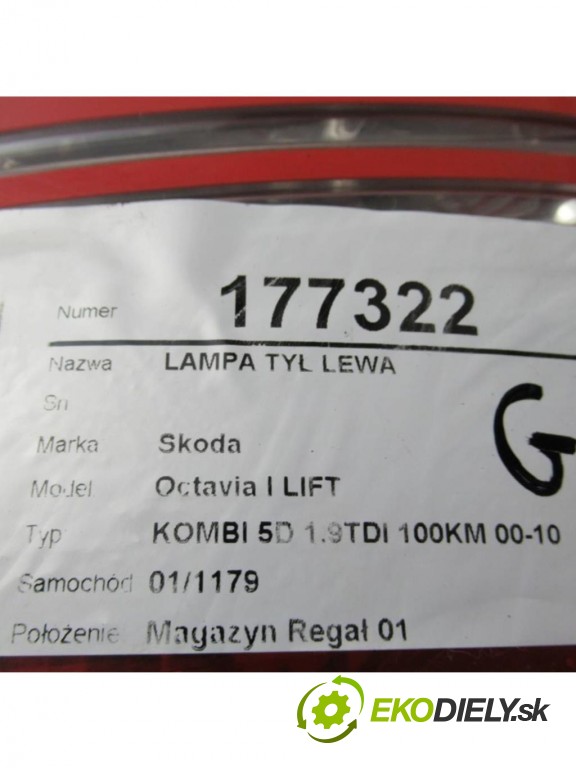 Numer 177322
Nazwa LAMPA TYŁ LEWA
Sn
Marka Skoda
Model Octavia I LIFT
Typ KOMBI 5D 1.9TDI 100KM 00-10
Samochód 01/1179
Położenie Magazyn Regał 01
G
EKODIELY.sk